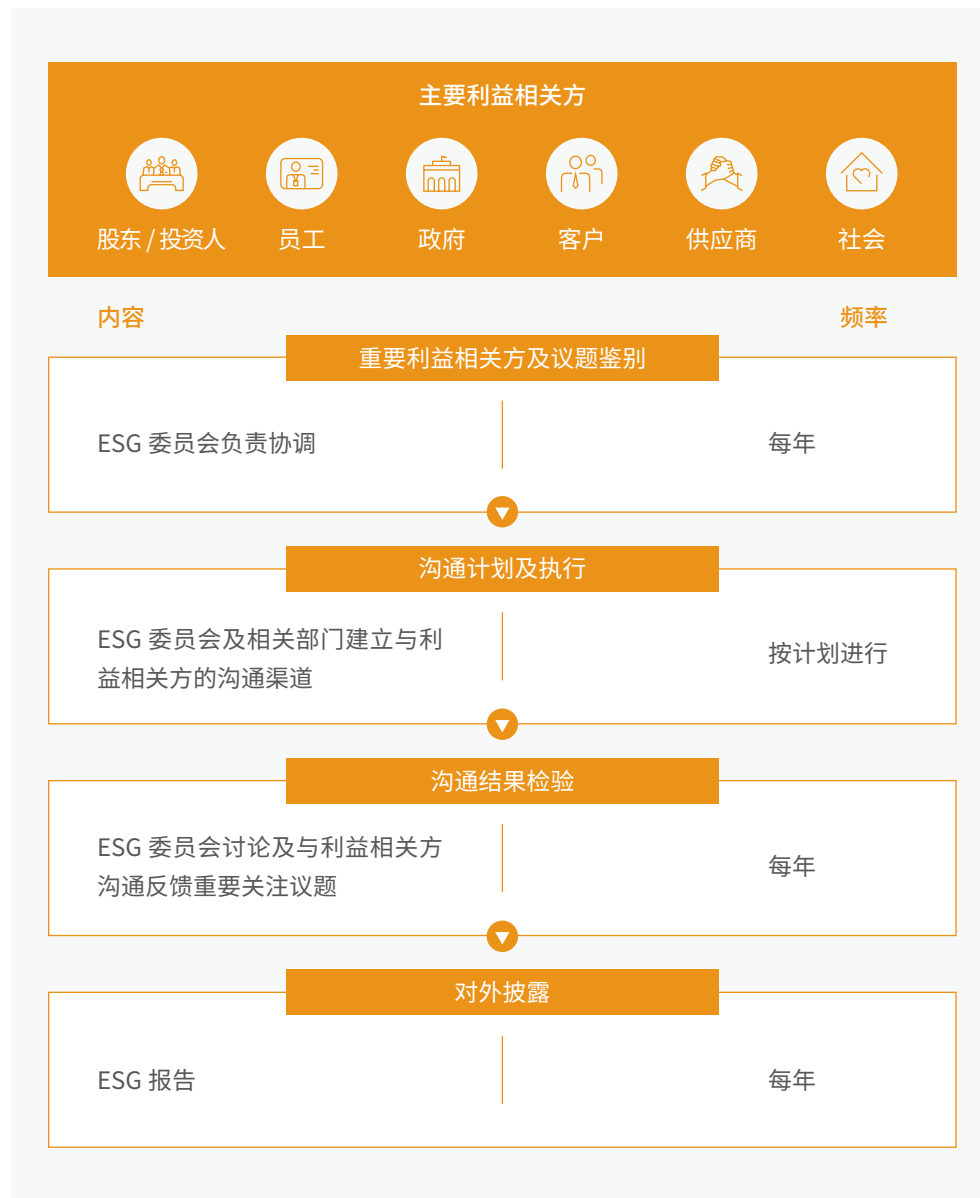 主要利益相关方
股东 / 投资人 员工 政府 客户 供应商 社会
内容 频率
重要利益相关方及议题鉴别
ESG 委员会负责协调 每年
沟通计划及执行
ESG 委员会及相关部门建立与利
益相关方的沟通渠道
按计划进行
沟通结果检验
ESG 委员会讨论及与利益相关方
沟通反馈重要关注议题
每年
对外披露
ESG 报告 每年